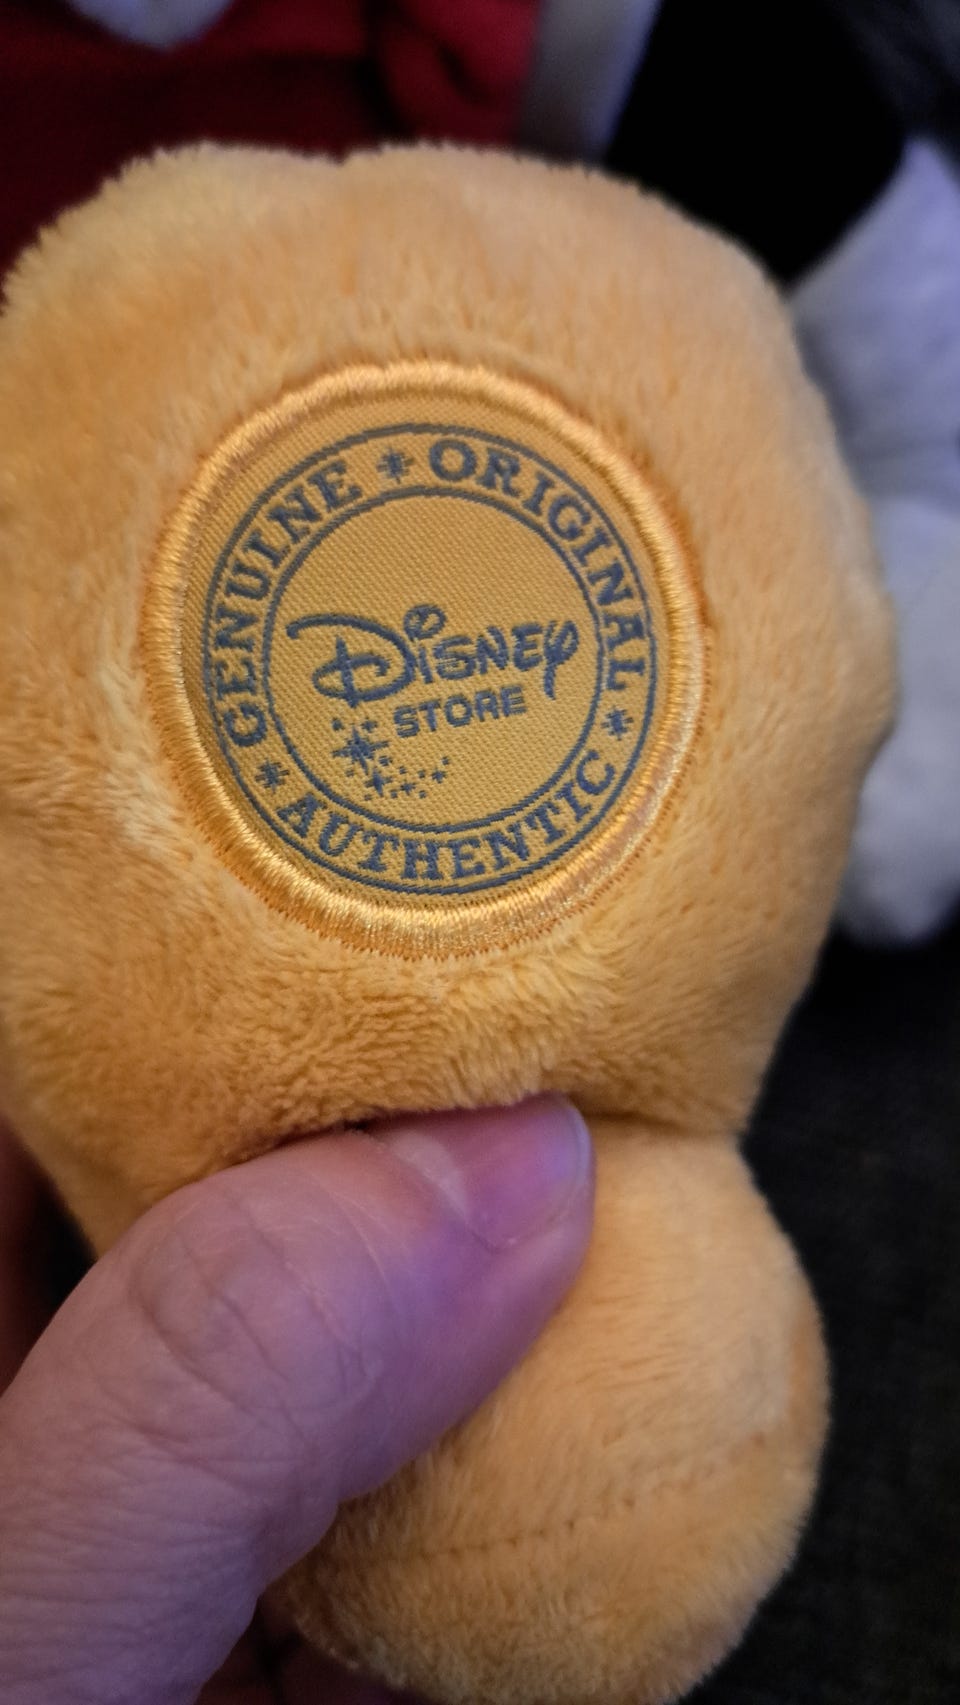 GENUINE * ORIGINAL * AUTHENTIC *
Disney
STORE